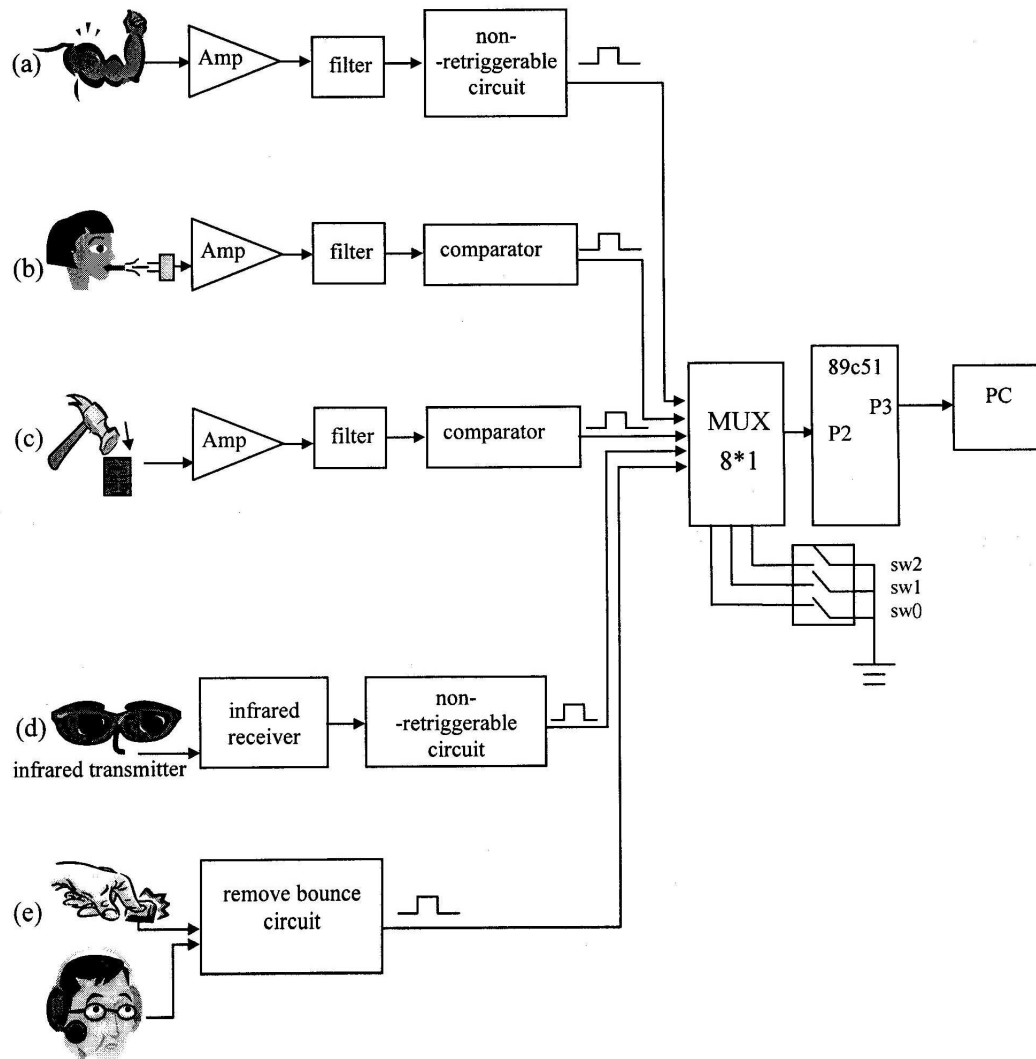 (a)
Amp
filter
non-
-retriggerable
circuit
(b)
Amp
filter
comparator
(c)
Amp
filter
comparator
MUX
8*1
89c51
P3
P2
PC
sw2
sw1
sw0
(d)
infrared transmitter
infrared
receiver
non-
-retriggerable
circuit
(e)
remove bounce
circuit